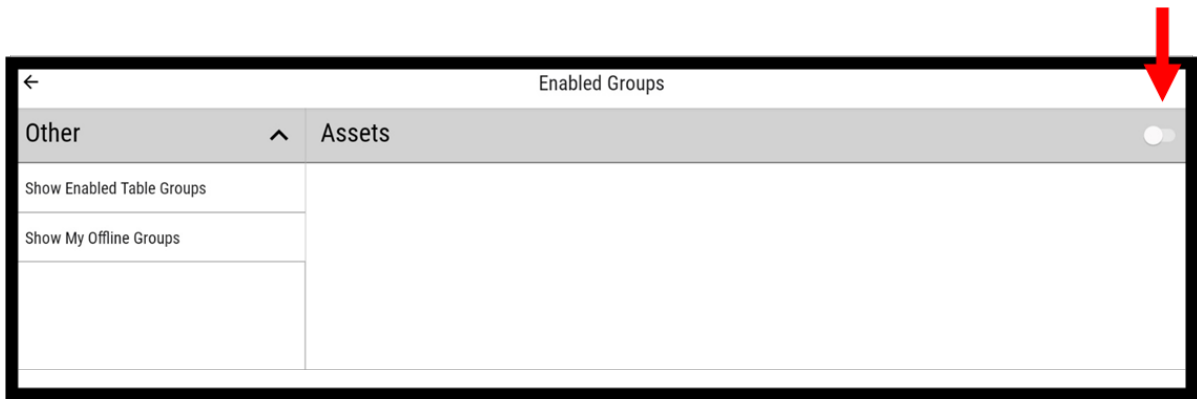 Enabled Groups
Other
Assets
Show Enabled Table Groups
Show My Offline Groups